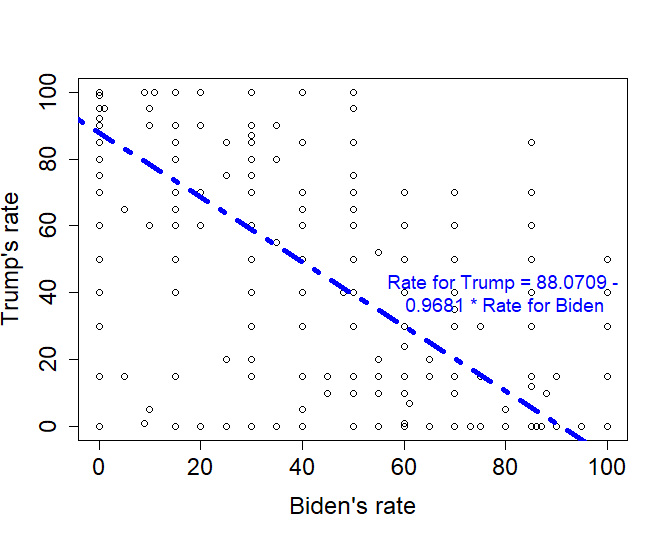 Trump's rate
100
80
60
40
20
0
Rate for Trump = 88.0709 -
0.9681 * Rate for Biden
0 20 40 60 80 100
Biden's rate